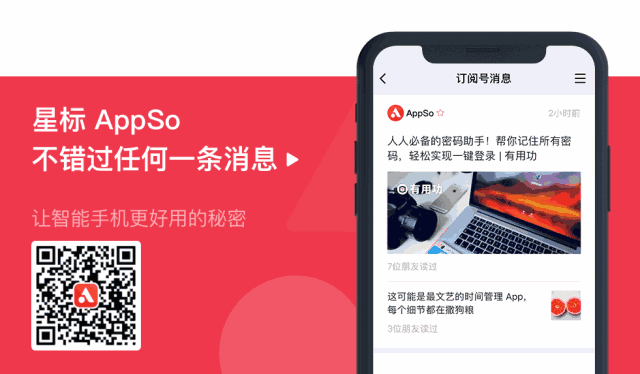 星标 AppSo
不错过任何一条消息
让智能手机更好用的秘密
订阅号消息
AppSo
2小时前
人人必备的密码助手！帮你记住所有密
码，轻松实现一键登录 | 有用功
有用功
7位朋友读过
这可能是最文艺的时间管理 App，
每个细节都在撒狗粮
3位朋友读过